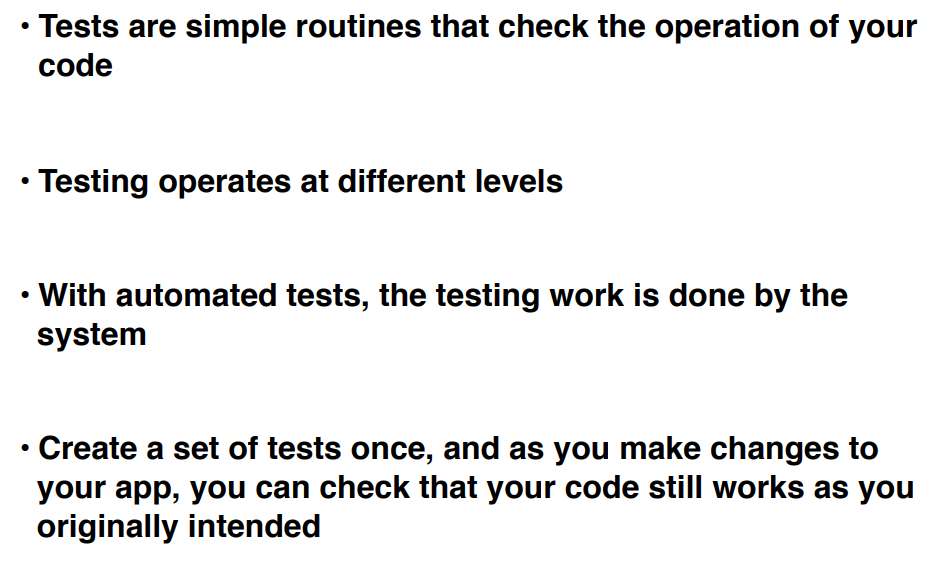 • Tests are simple routines that check the operation of your
code
• Testing operates at different levels
• With automated tests, the testing work is done by the
system
• Create a set of tests once, and as you make changes to
your app, you can check that your code still works as you
originally intended